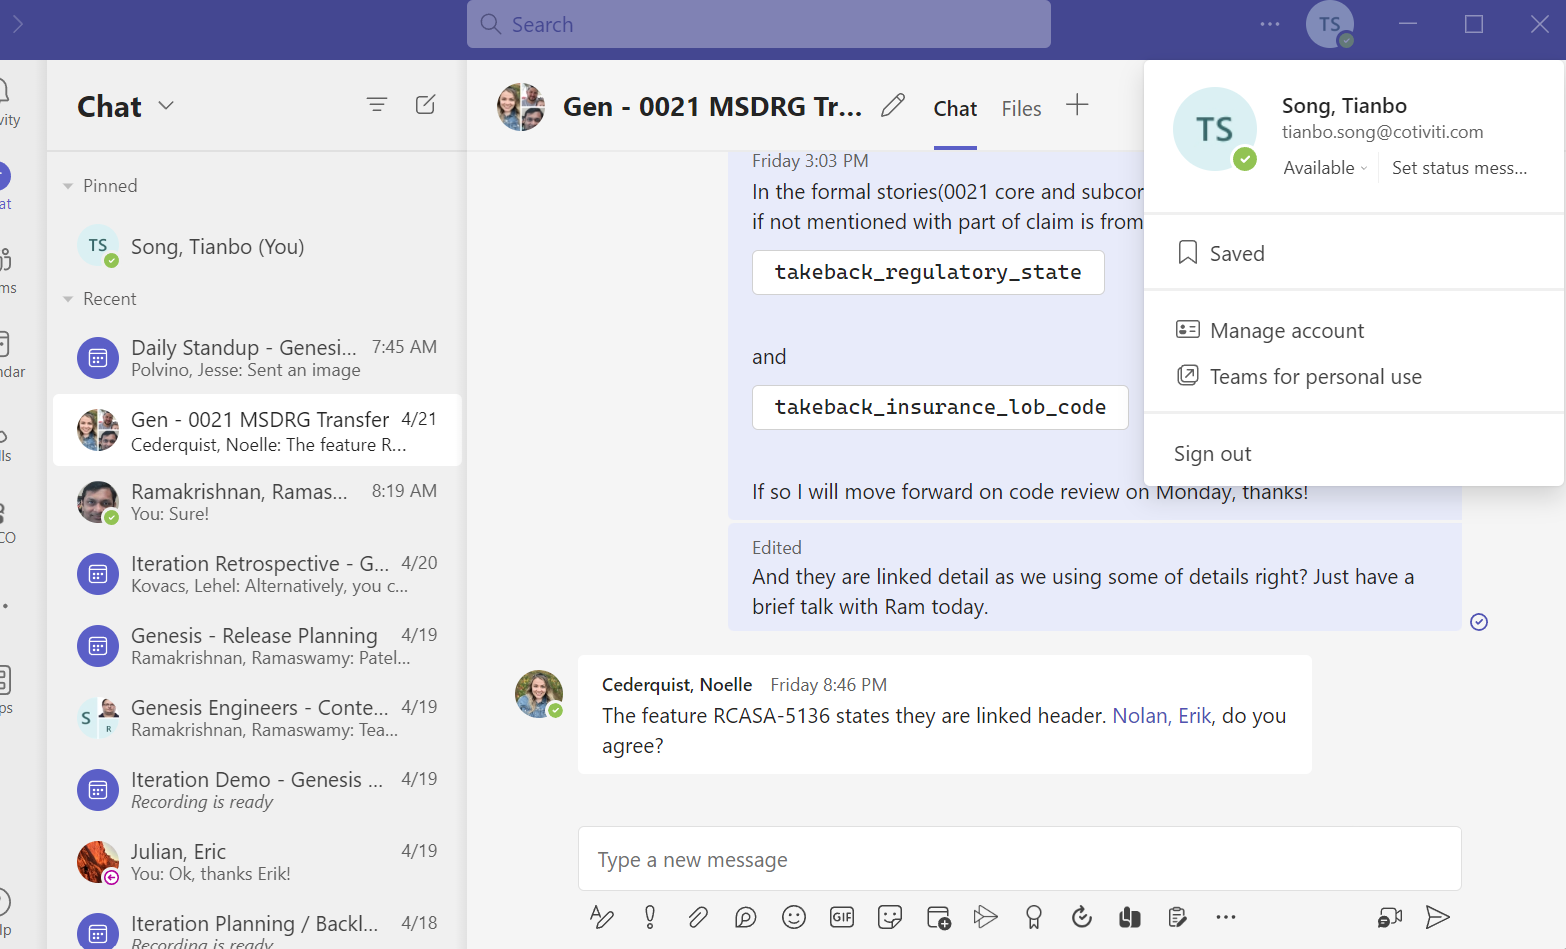 Search
TS
vity
at
ms
ndar
lls
CO
ps
lp
Chat
Pinned
TS
Song, Tianbo (You)
Recent
Daily Standup - Genesi... 7:45 AM
Polvino, Jesse: Sent an image
Gen - 0021 MSDRG Transfer 4/21
Cederquist, Noelle: The feature R...
Ramakrishnan, Ramas... 8:19 AM
You: Sure!
Iteration Retrospective - G... 4/20
Kovacs, Lehel: Alternatively, you c...
Genesis - Release Planning 4/19
Ramakrishnan, Ramaswamy: Patel...
S
R
Genesis Engineers - Conte... 4/19
Ramakrishnan, Ramaswamy: Tea...
Iteration Demo - Genesis ... 4/19
Recording is ready
Julian, Eric 4/19
You: Ok, thanks Erik!
Iteration Planning / Backl... 4/18
Recording is ready
Gen - 0021 MSDRG Tr...
Chat
Files
Friday 3:03 PM
In the formal stories(0021 core and subcor
if not mentioned with part of claim is from
takeback_regulatory_state
and
takeback_insurance_lob_code
If so I will move forward on code review on Monday, thanks!
Edited
And they are linked detail as we using some of details right? Just have a
brief talk with Ram today.
Cederquist, Noelle Friday 8:46 PM
The feature RCASA-5136 states they are linked header. Nolan, Erik, do you
agree?
Type a new message
GIF
TS
Song, Tianbo
tianbo.song@cotiviti.com
Available
Set status mess...
Saved
Manage account
Teams for personal use
Sign out